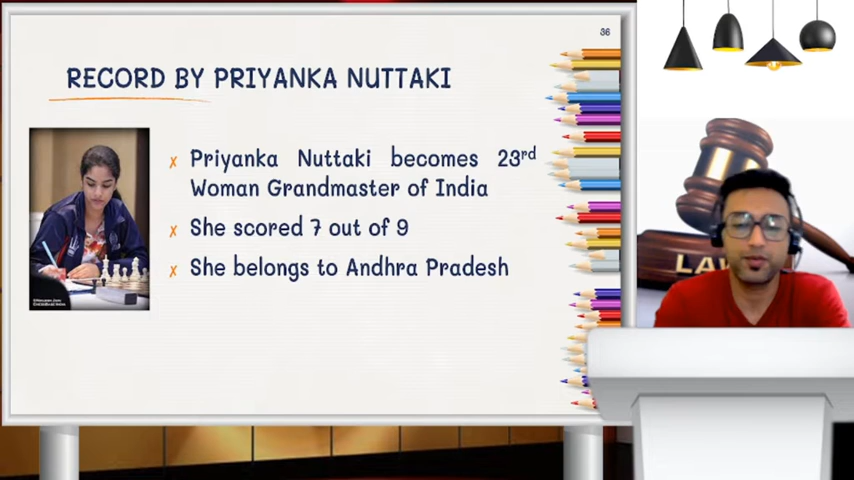 36
RECORD BY PRIYANKA NUTTAKI
Priyanka Nuttaki becomes 23rd
Woman Grandmaster of India
She scored 7 out of 9
She belongs to Andhra Pradesh